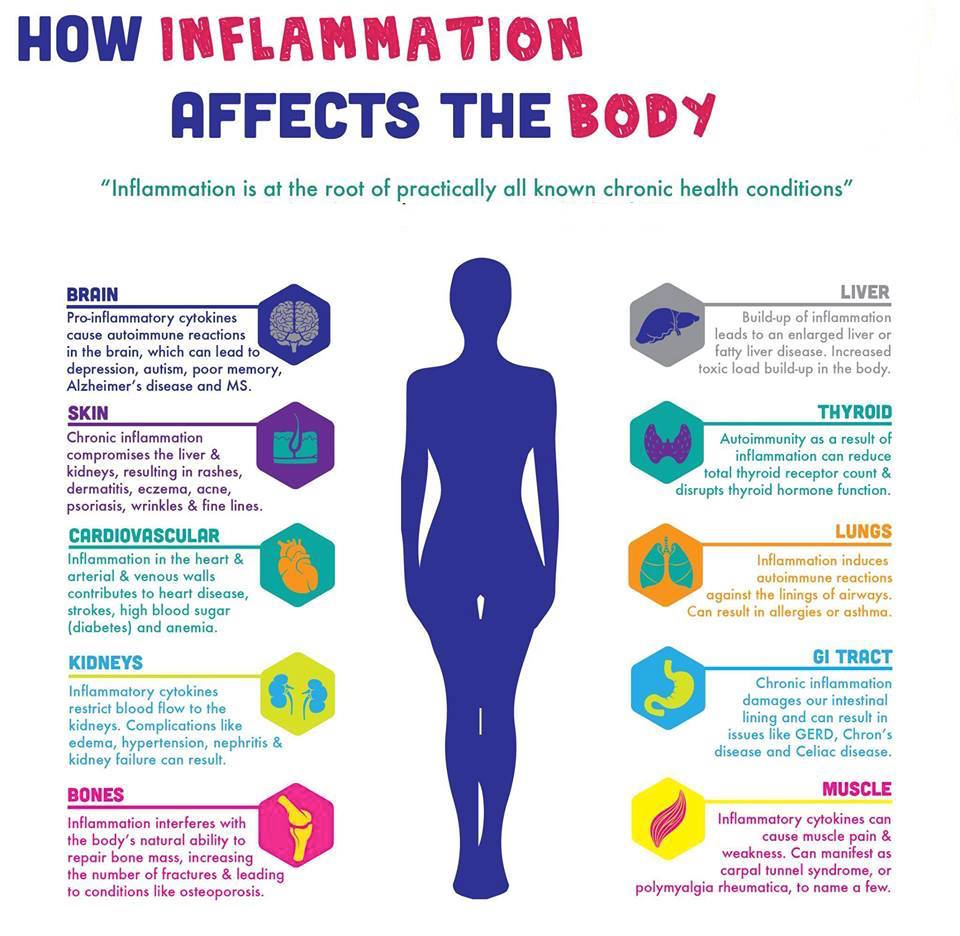 HOW INFLAMMATION
AFFECTS THE BODY
“Inflammation is at the root of practically all known chronic health conditions”
BRAIN
Pro-inflammatory cytokines
cause autoimmune reactions
in the brain, which can lead to
depression, autism, poor memory,
Alzheimer’s disease and MS.
SKIN
Chronic inflammation
compromises the liver &
kidneys, resulting in rashes,
dermatitis, eczema, acne,
psoriasis, wrinkles & fine lines.
CARDIOVASCULAR
Inflammation in the heart &
arterial & venous walls
contributes to heart disease,
strokes, high blood sugar
(diabetes) and anemia.
KIDNEYS
Inflammatory cytokines
restrict blood flow to the
kidneys. Complications like
edema, hypertension, nephritis &
kidney failure can result.
BONES
Inflammation interferes with
the body’s natural ability to
repair bone mass, increasing
the number of fractures & leading
to conditions like osteoporosis.
LIVER
Build-up of inflammation
leads to an enlarged liver or
fatty liver disease. Increased
toxic load build-up in the body.
THYROID
Autoimmunity as a result of
inflammation can reduce
total thyroid receptor count &
disrupts thyroid hormone function.
LUNGS
Inflammation induces
autoimmune reactions
against the linings of airways.
Can result in allergies or asthma.
GI TRACT
Chronic inflammation
damages our intestinal
lining and can result in
issues like GERD, Chron’s
disease and Celiac disease.
MUSCLE
Inflammatory cytokines can
cause muscle pain &
weakness. Can manifest as
carpal tunnel syndrome, or
polymyalgia rheumatica, to name a few.